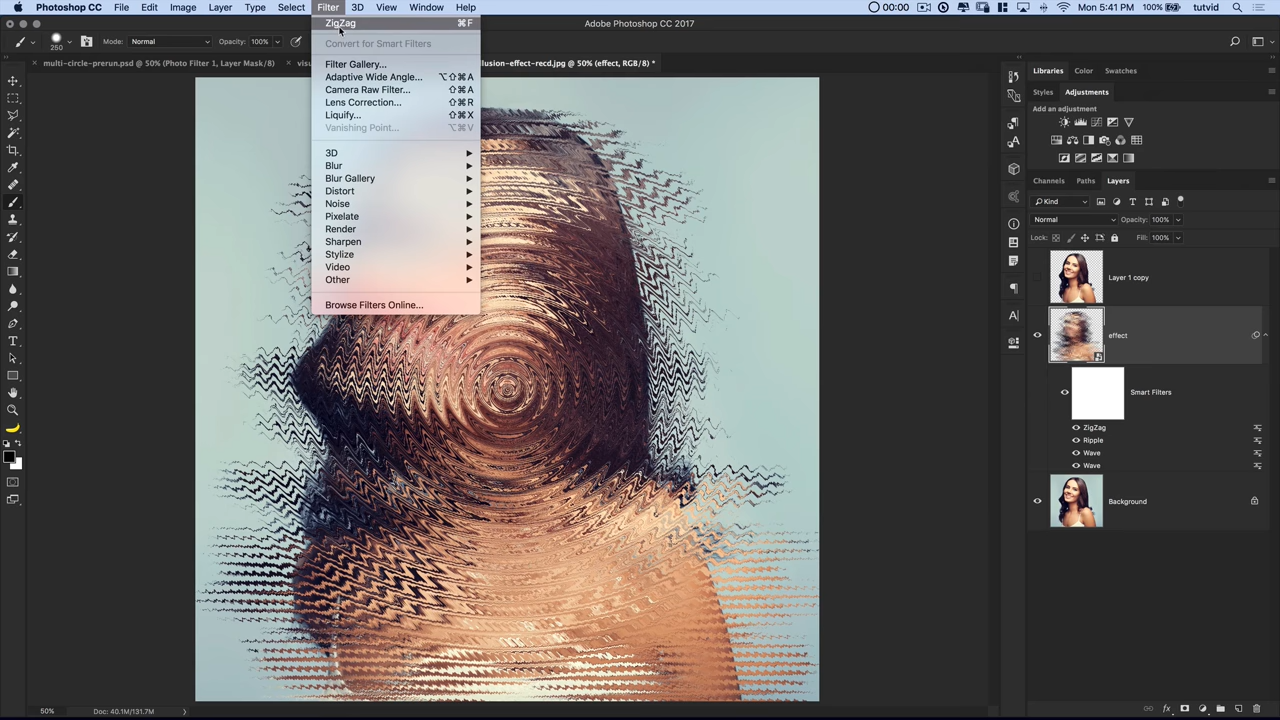 Photoshop CC File Edit Image Layer Type Select Filter 3D View Window Help 00:00 100% Mon 5:41 PM tutvid
Adobe Photoshop CC 2017
250 Mode: Normal Opacity: 100%
multi-circle-prerun.psd @ 50% (Photo Filter 1, Layer Mask/8) lusion-effect-recd.jpg @ 50% (effect, RGB/8) *
ZigZag ⌘F
Convert for Smart Filters
Filter Gallery...
Adaptive Wide Angle... ⌥⇧⌘A
Camera Raw Filter... ⇧⌘A
Lens Correction... ⇧⌘R
Liquify... ⇧⌘X
Vanishing Point... ⌥⌘V
3D
Blur
Blur Gallery
Distort
Noise
Pixelate
Render
Sharpen
Stylize
Video
Other
Browse Filters Online...
Libraries Color Swatches
Styles Adjustments
Add an adjustment
Channels Paths Layers
Kind
Normal Opacity: 100%
Lock: Fill: 100%
Layer 1 copy
effect
Smart Filters
ZigZag
Ripple
Wave
Wave
Background
50% Doc: 40.1M/131.7M